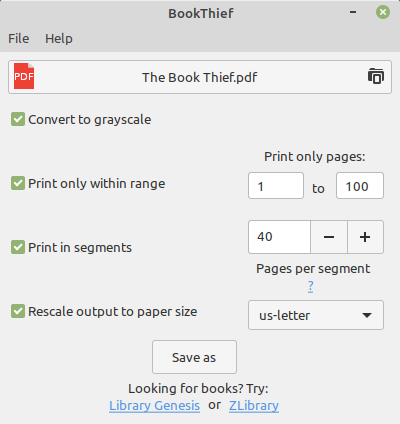 BookThief
File Help
PDF The Book Thief.pdf
Convert to grayscale
Print only pages:
Print only within range 1 to 100
Print in segments 40 − +
Pages per segment
?
Rescale output to paper size us-letter
Save as
Looking for books? Try:
Library Genesis or ZLibrary